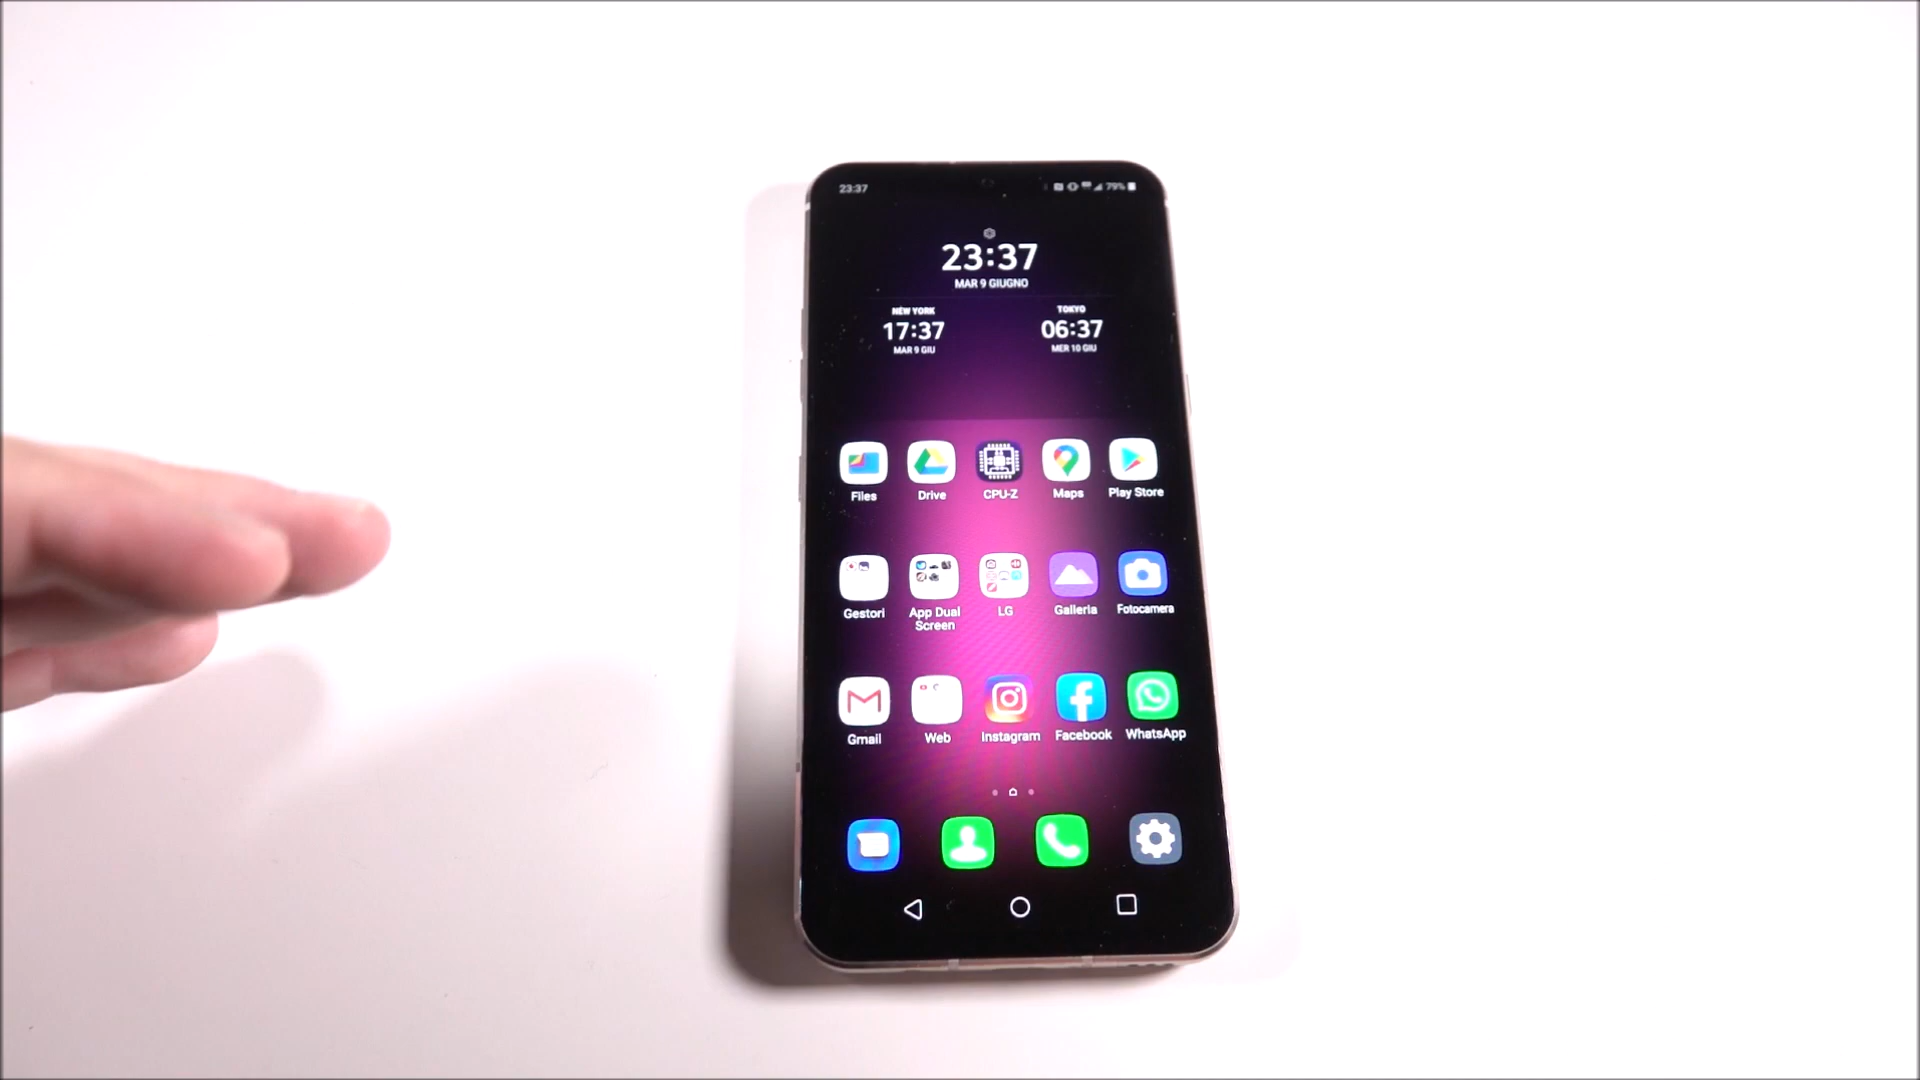 23:37
79%
23:37
MAR 9 GIUGNO
NEW YORK
TOKYO
17:37
06:37
MAR 9 GIU
MER 10 GIU
Files
Drive
CPU-Z
Maps
Play Store
Gestori
App Dual
Screen
LG
Galleria
Fotocamera
Gmail
Web
Instagram
Facebook
WhatsApp